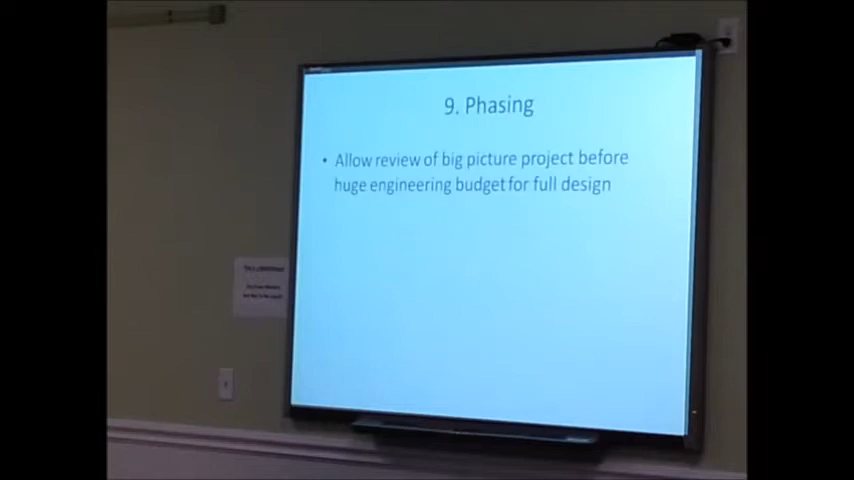 9. Phasing
• Allow review of big picture project before
huge engineering budget for full design